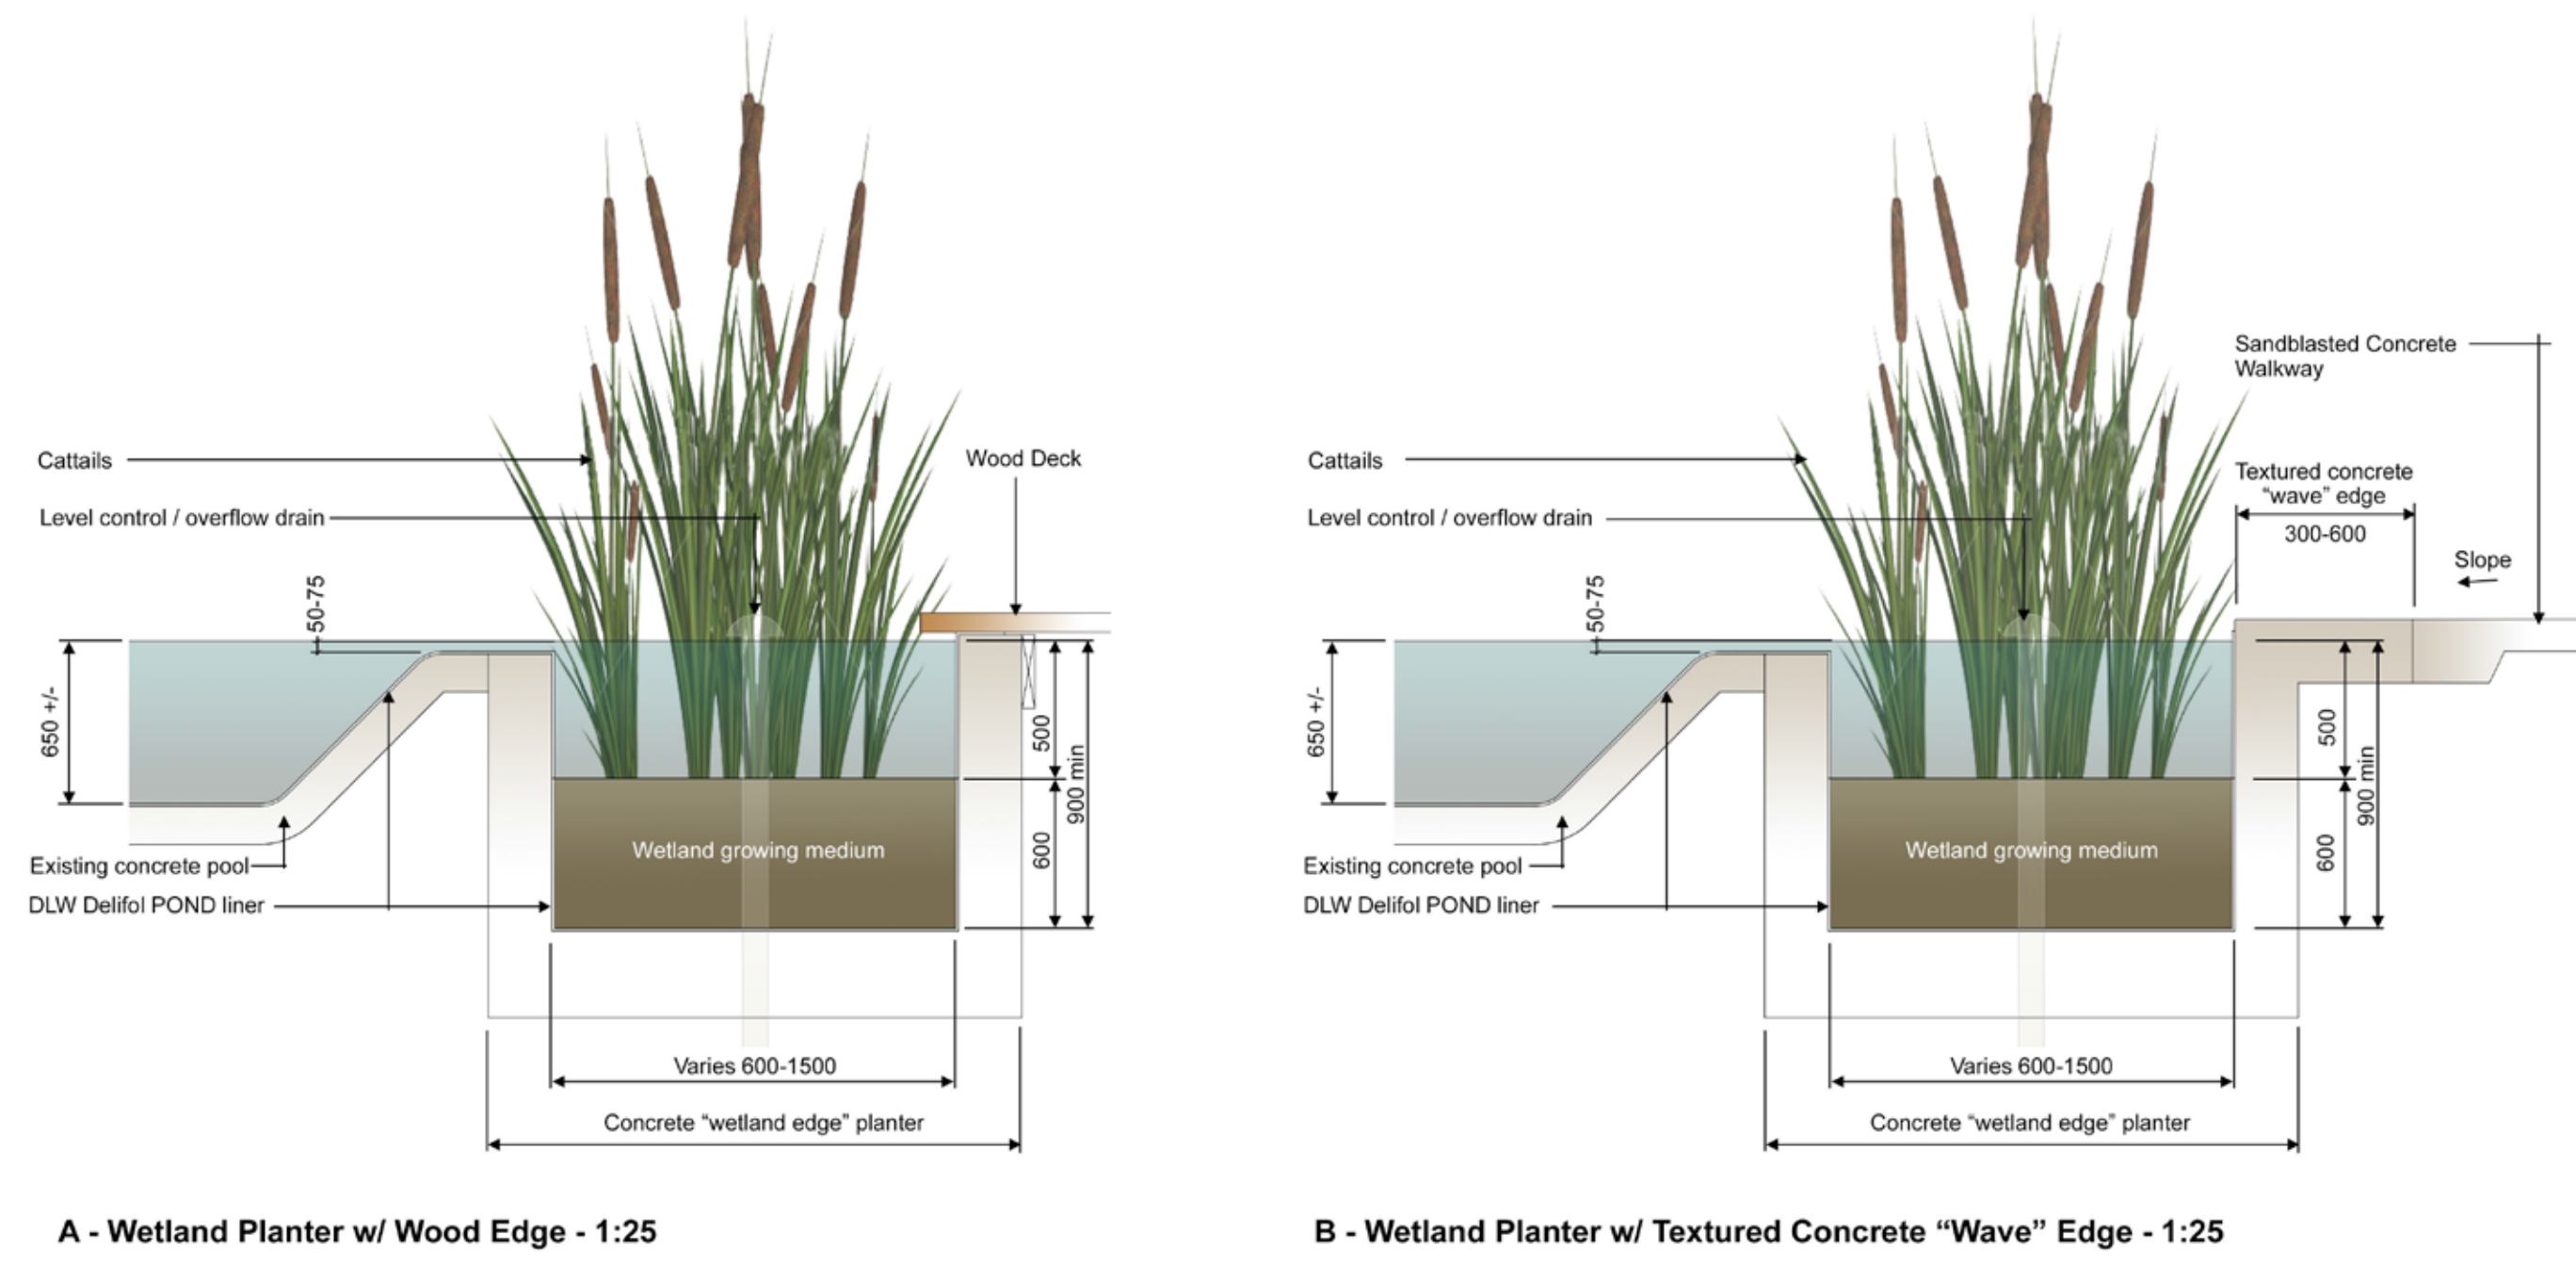 Cattails
Level control / overflow drain
50-75
650 +/-
Existing concrete pool
DLW Delifol POND liner
Wood Deck
500
600
900 min
Wetland growing medium
Varies 600-1500
Concrete “wetland edge” planter
A - Wetland Planter w/ Wood Edge - 1:25
Cattails
Level control / overflow drain
50-75
650 +/-
Existing concrete pool
DLW Delifol POND liner
Sandblasted Concrete
Walkway
Textured concrete
“wave” edge
300-600
Slope
500
600
900 min
Wetland growing medium
Varies 600-1500
Concrete “wetland edge” planter
B - Wetland Planter w/ Textured Concrete “Wave” Edge - 1:25